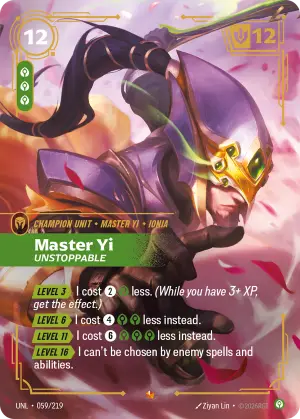 12
12
CHAMPION UNIT • MASTER YI • IONIA
Master Yi
UNSTOPPABLE
LEVEL 3 I cost 2 less. (While you have 3+ XP,
get the effect.)
LEVEL 6 I cost 4 less instead.
LEVEL 11 I cost 6 less instead.
LEVEL 16 I can't be chosen by enemy spells and
abilities.
UNL • 059/219
Ziyan Lin